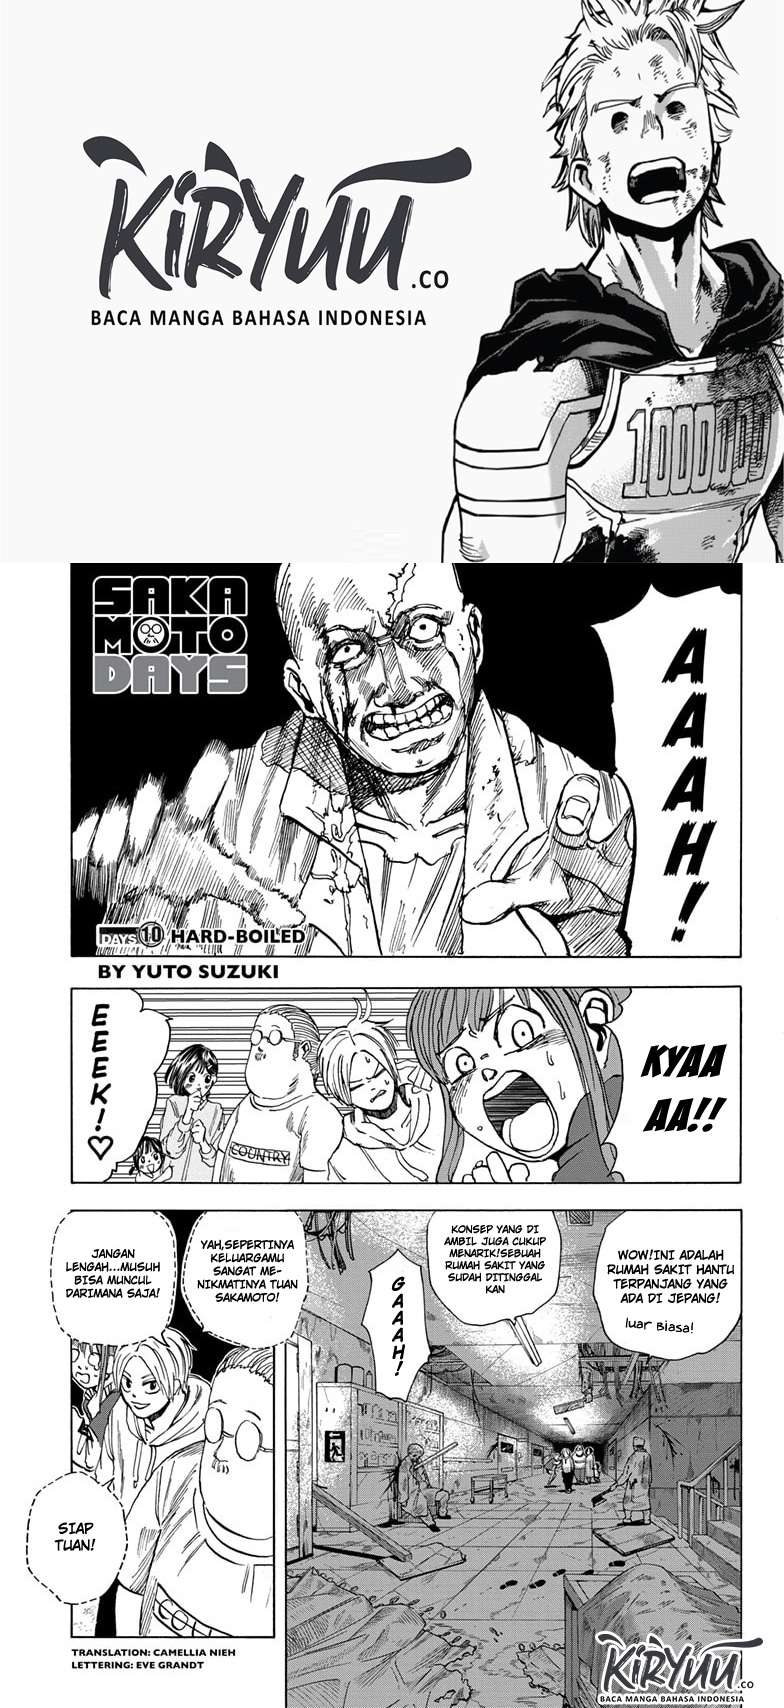 KIRYUU.CO
BACA MANGA BAHASA INDONESIA
1000000
SAKA
MOTO
DAYS
AAAH!
DAYS 10 HARD-BOILED
BY YUTO SUZUKI
KYAA
AA!!
EEEK!♡
COUNTRY
WOW!INI ADALAH
RUMAH SAKIT HANTU
TERPANJANG YANG
ADA DI JEPANG!
luar Biasa!
KONSEP YANG DI
AMBIL JUGA CUKUP
MENARIK!SEBUAH
RUMAH SAKIT YANG
SUDAH DITINGGAL
KAN
GAAAH!
YAH,SEPERTINYA
KELUARGAMU
SANGAT ME-
NIKMATINYA TUAN
SAKAMOTO!
JANGAN
LENGAH...MUSUH
BISA MUNCUL
DARIMANA SAJA!
SIAP
TUAN!
COUNTRY
TRANSLATION: CAMELLIA NIEH
LETTERING: EVE GRANDT
KIRYUU.CO
BACA MANGA BAHASA INDONESIA